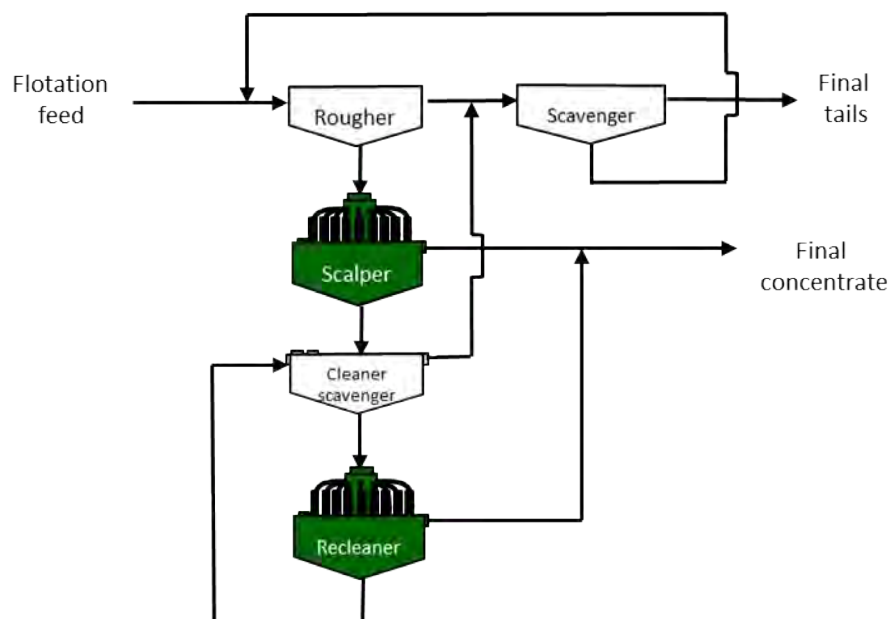 Flotation
feed
Rougher
Scavenger
Final
tails
Scalper
Final
concentrate
Cleaner
scavenger
Recleaner